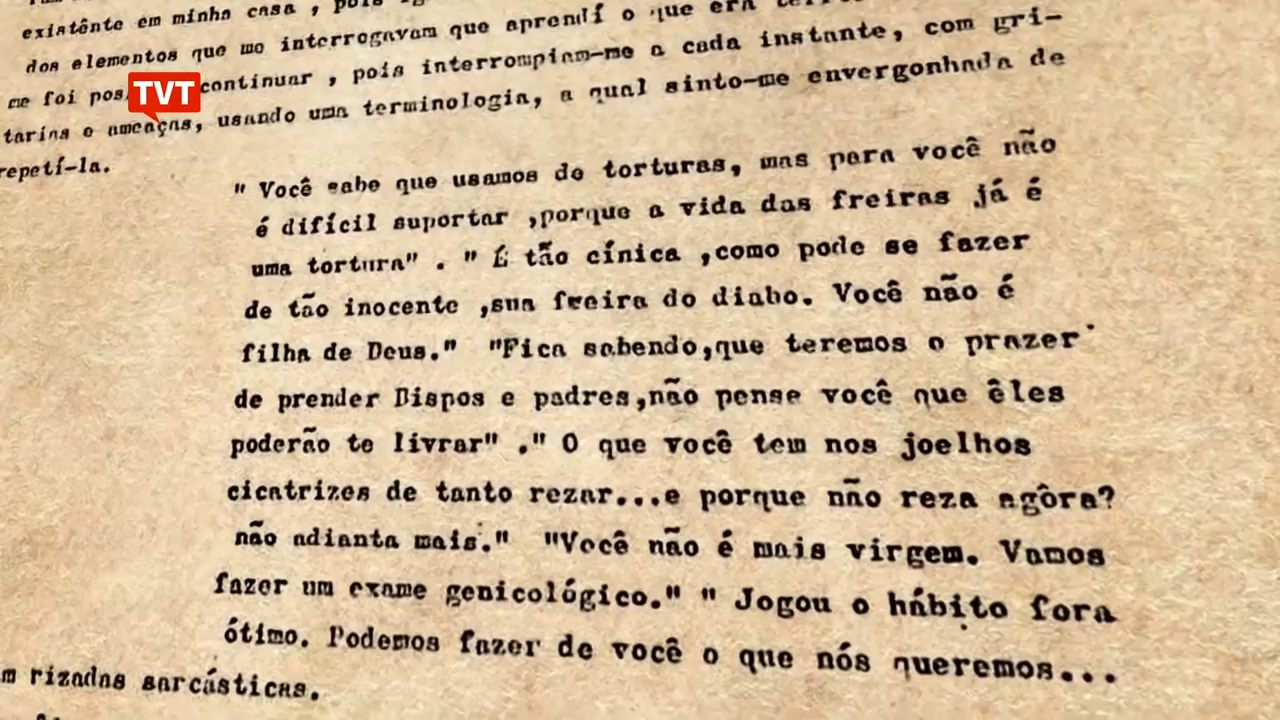 existênte em minha casa , pois
dos elementos que me interrogavam que aprendí o que era
me foi pos continuar , pois interrompiam-me a cada instante, com gri-
tarias e ameaças, usando uma terminologia, a qual sinto-me envergonhada de
repetí-la.
TVT
" Você sabe que usamos de torturas, mas para você não
é difícil suportar ,porque a vida das freiras já é
uma tortura" . " É tão cínica ,como pode se fazer
de tão inocente ,sua freira do diabo. Você não é
filha de Deus." "Fica sabendo,que teremos o prazer
de prender Bispos e padres,não pense você que êles
poderão te livrar" ." O que você tem nos joelhos
cicatrizes de tanto rezar...e porque não reza agôra?
não adianta mais." "Você não é mais virgem. Vamos
fazer um exame genicológico." " Jogou o hábito fora
ótimo. Podemos fazer de você o que nós queremos...
m rizadas sarcásticas.